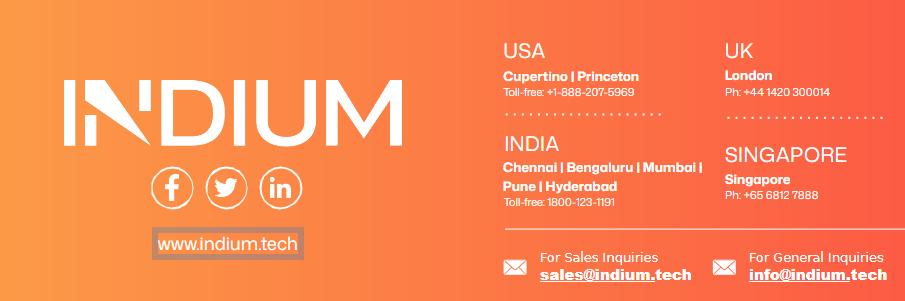 INDIUM
www.indium.tech
USA
Cupertino | Princeton
Toll-free: +1-888-207-5969
INDIA
Chennai | Bengaluru | Mumbai |
Pune | Hyderabad
Toll-free: 1800-123-1191
UK
London
Ph: +44 1420 300014
SINGAPORE
Singapore
Ph: +65 6812 7888
For Sales Inquiries
sales@indium.tech
For General Inquiries
info@indium.tech